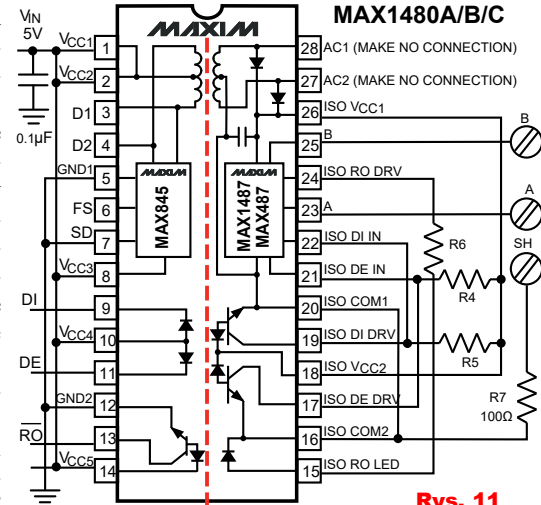 MAX1480A/B/C
VIN
5V
0.1µF
MAXIM
VCC1 1
VCC2 2
D1 3
D2 4
GND1 5
FS 6
SD 7
VCC3 8
DI 9
VCC4 10
DE 11
GND2 12
RO 13
VCC5 14
MAXIM
MAX845
MAXIM
MAX1487
MAX487
28 AC1 (MAKE NO CONNECTION)
27 AC2 (MAKE NO CONNECTION)
26 ISO VCC1
25 B
24 ISO RO DRV
23 A
22 ISO DI IN
21 ISO DE IN
20 ISO COM1
19 ISO DI DRV
18 ISO VCC2
17 ISO DE DRV
16 ISO COM2
15 ISO RO LED
B
A
SH
R6
R4
R5
R7
100Ω
Rys. 11